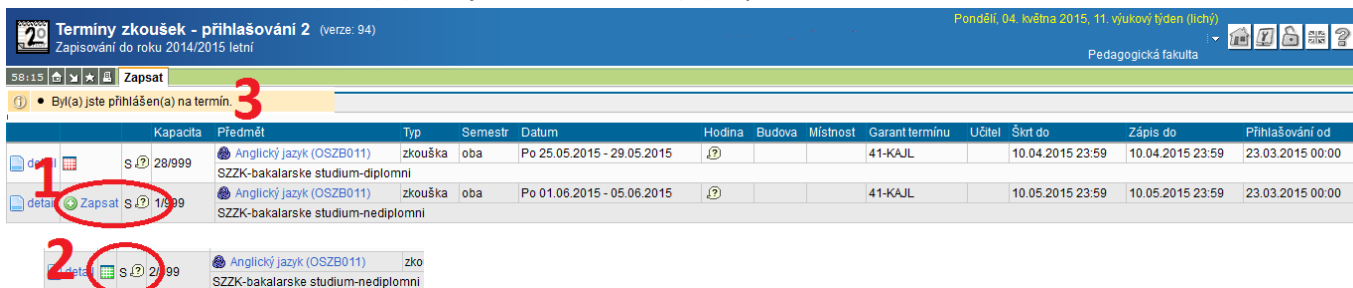 Termíny zkoušek - přihlašování 2 (verze: 94)
Zapisování do roku 2014/2015 letní
Pondělí, 04. května 2015, 11. výukový týden (lichý)
Pedagogická fakulta
58:15 Zapsat
Byl(a) jste přihlášen(a) na termín. 3
Kapacita Předmět Typ Semestr Datum Hodina Budova Místnost Garant termínu Učitel Škrt do Zápis do Přihlašování od
detail S 28/999 Anglický jazyk (OSZB011) zkouška oba Po 25.05.2015 - 29.05.2015 41-KAJL 10.04.2015 23:59 10.04.2015 23:59 23.03.2015 00:00
SZZK-bakalarske studium-diplomni
1
detail Zapsat S 1/999 Anglický jazyk (OSZB011) zkouška oba Po 01.06.2015 - 05.06.2015 41-KAJL 10.05.2015 23:59 10.05.2015 23:59 23.03.2015 00:00
SZZK-bakalarske studium-nediplomni
2
detail S 2/999 Anglický jazyk (OSZB011) zko
SZZK-bakalarske studium-nediplomni